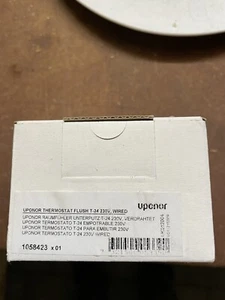 uponor
UPONOR THERMOSTAT FLUSH T-24 230V, WIRED
UPONOR RAUMFÜHLER UNTERPUTZ T-24 230V, VERDRAHTET
UPONOR TERMOSTATO T-24 EMPOTRABLE 230V
UPONOR TERMOSTATO T-24 PARA EMBUTIR 230V
UPONOR TERMOSTATO T-24 230V (WIRED)
1058423 x 01